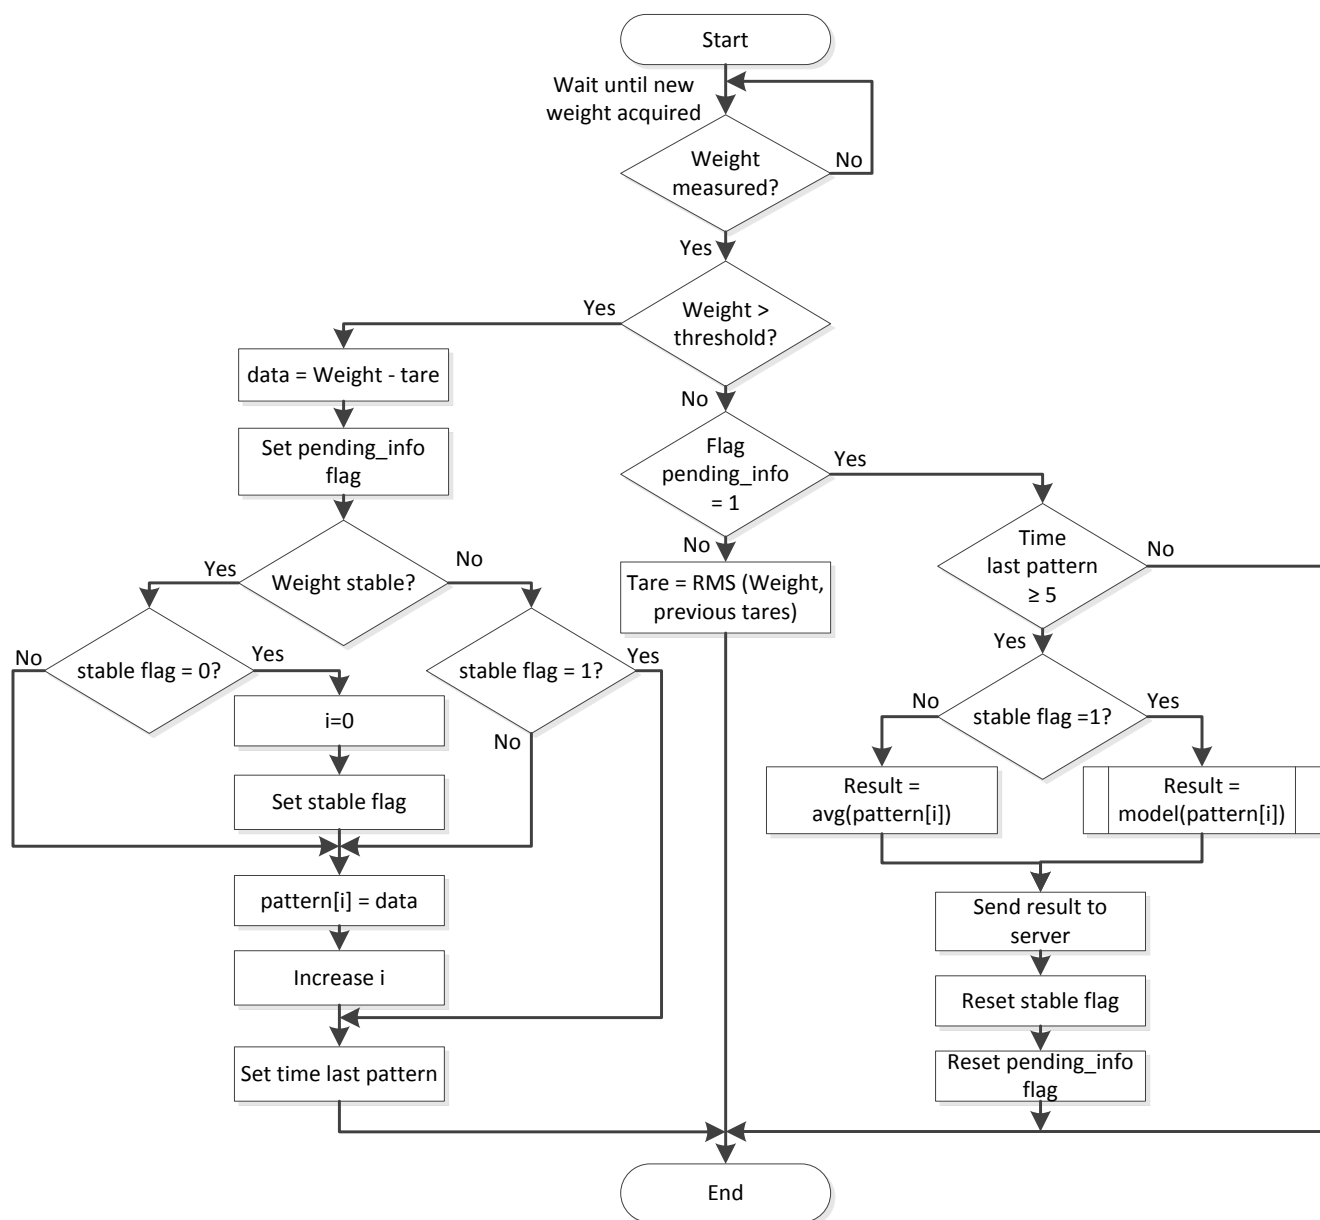 Start
Wait until new
weight acquired
Weight
measured?
No
Yes
Weight >
threshold?
Yes
No
data = Weight - tare
Set pending_info
flag
Flag
pending_info
= 1
Yes
No
Weight stable?
Yes
No
Tare = RMS (Weight,
previous tares)
Time
last pattern
≥ 5
No
Yes
stable flag = 0?
No
Yes
stable flag = 1?
Yes
No
i=0
Set stable flag
pattern[i] = data
Increase i
Set time last pattern
stable flag =1?
No
Yes
Result =
avg(pattern[i])
Result =
model(pattern[i])
Send result to
server
Reset stable flag
Reset pending_info
flag
End